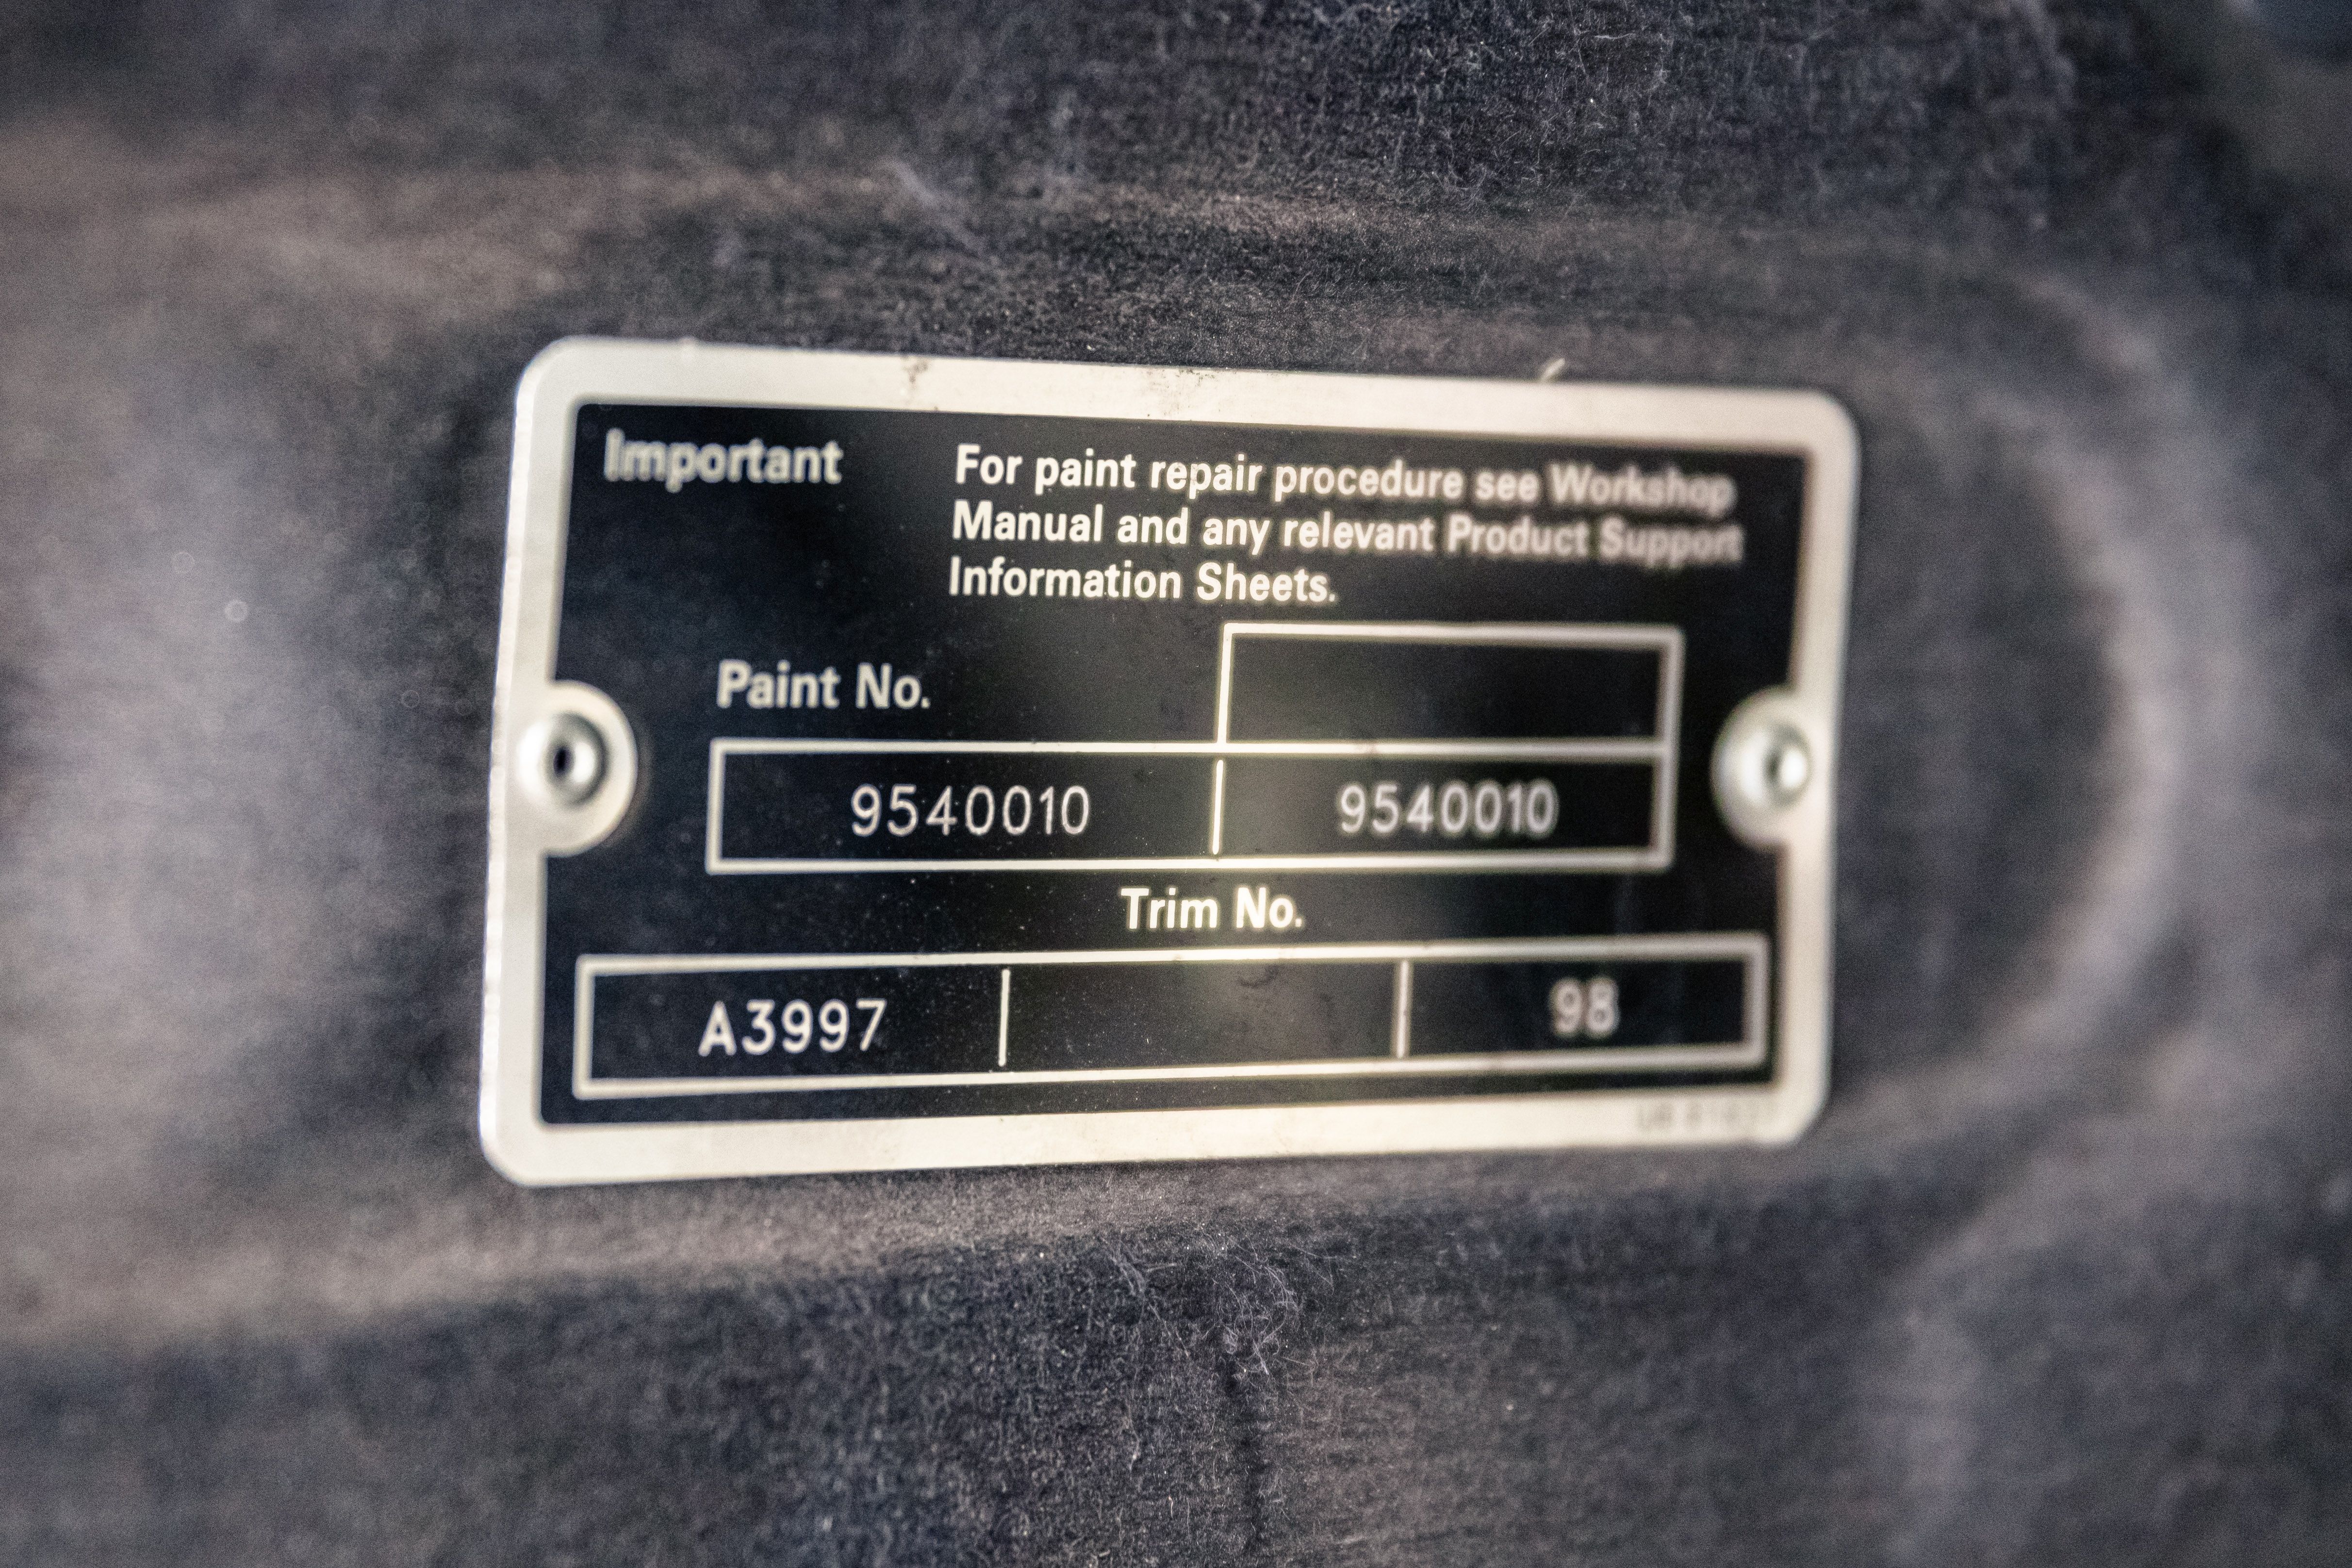 Important
For paint repair procedure see Workshop
Manual and any relevant Product Support
Information Sheets.
Paint No.
9540010 9540010
Trim No.
A3997 98